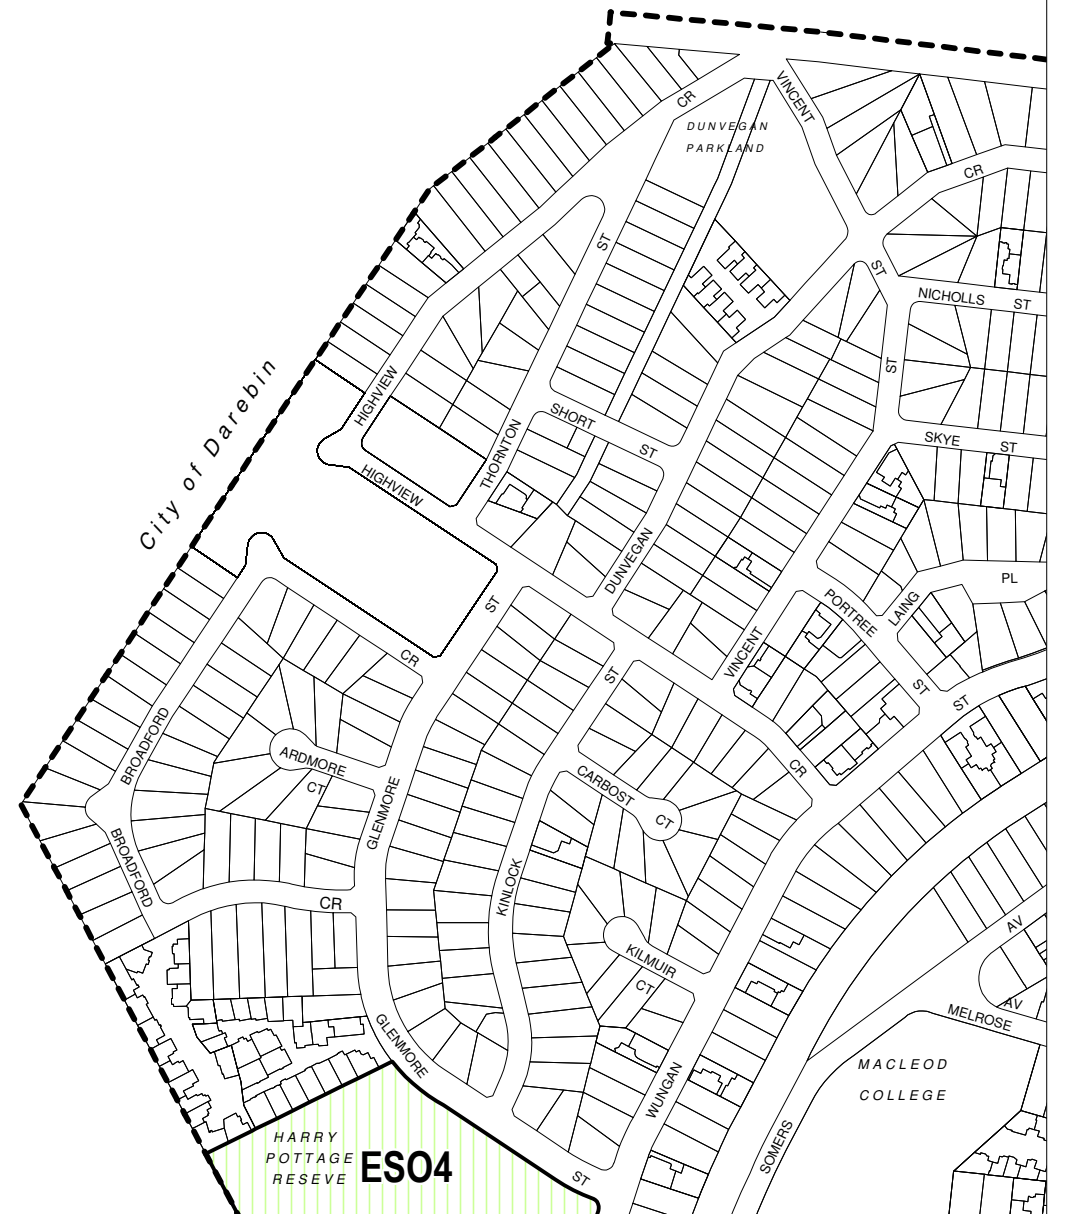 VINCENT
CR
DUNVEGAN
PARKLAND
CR
ST
ST
NICHOLLS ST
HIGHVIEW
ST
City of Darebin
SHORT ST
THORNTON
SKYE ST
HIGHVIEW
DUNVEGAN
PL
LAING
PORTREE
ST
VINCENT
CR
ST
ST
ST
BROADFORD
ARDMORE
CT
CR
CARBOST
CT
GLENMORE
BROADFORD
KINLOCK
CR
AV
KILMUIR
CT
AV
MELROSE
GLENMORE
MACLEOD
COLLEGE
WUNGAN
SOMERS
HARRY
POTTAGE
RESEVE
ESO4
ST